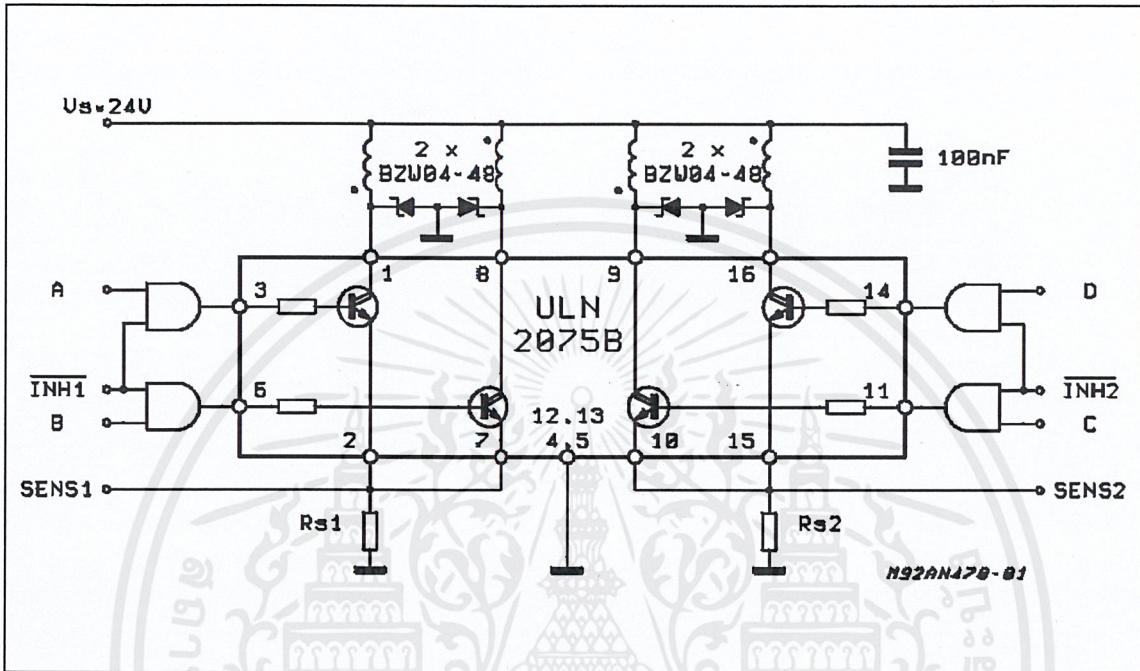 Vs=24V
2 x
BZW04-48
2 x
BZW04-48
100nF
1
8
9
16
A
3
14
D
ULN
2075B
INH1
INH2
6
11
B
12.13
C
2
7
4.5
10
15
SENS1
SENS2
Rs1
Rs2
M92AN470-01